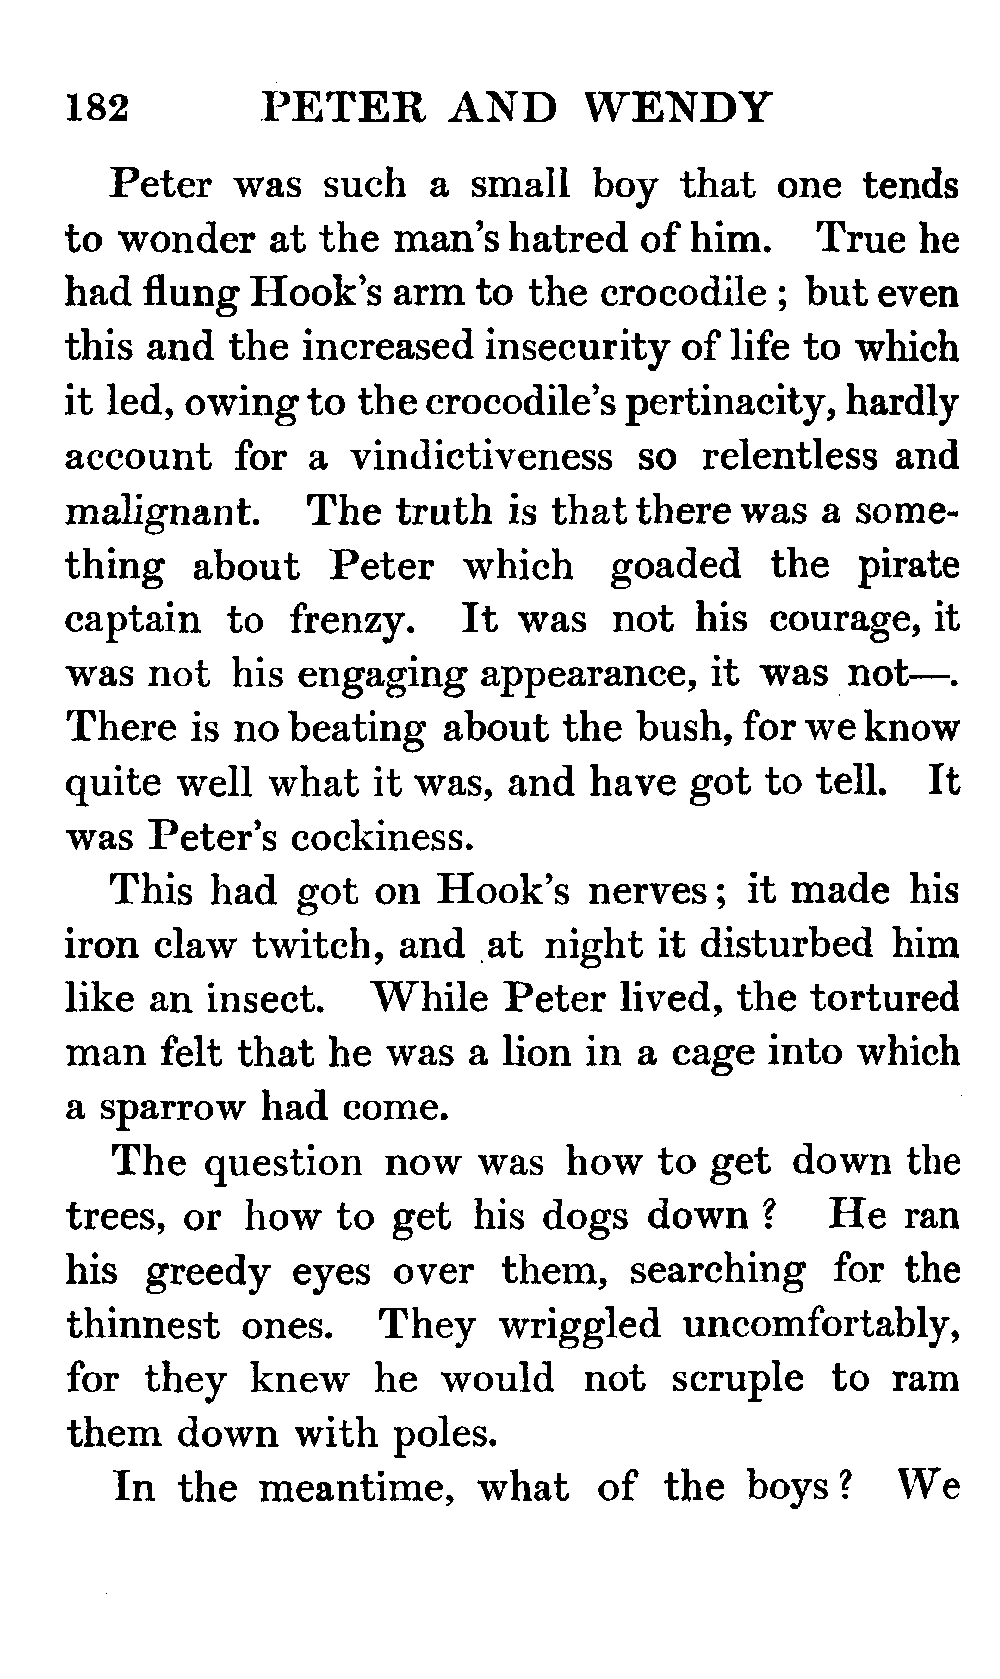 182 PETER AND WENDY
Peter was such a small boy that one tends
to wonder at the man's hatred of him. True he
had flung Hook's arm to the crocodile ; but even
this and the increased insecurity of life to which
it led, owing to the crocodile's pertinacity, hardly
account for a vindictiveness so relentless and
malignant. The truth is that there was a some-
thing about Peter which goaded the pirate
captain to frenzy. It was not his courage, it
was not his engaging appearance, it was not—.
There is no beating about the bush, for we know
quite well what it was, and have got to tell. It
was Peter's cockiness.
This had got on Hook's nerves ; it made his
iron claw twitch, and at night it disturbed him
like an insect. While Peter lived, the tortured
man felt that he was a lion in a cage into which
a sparrow had come.
The question now was how to get down the
trees, or how to get his dogs down ? He ran
his greedy eyes over them, searching for the
thinnest ones. They wriggled uncomfortably,
for they knew he would not scruple to ram
them down with poles.
In the meantime, what of the boys ? We